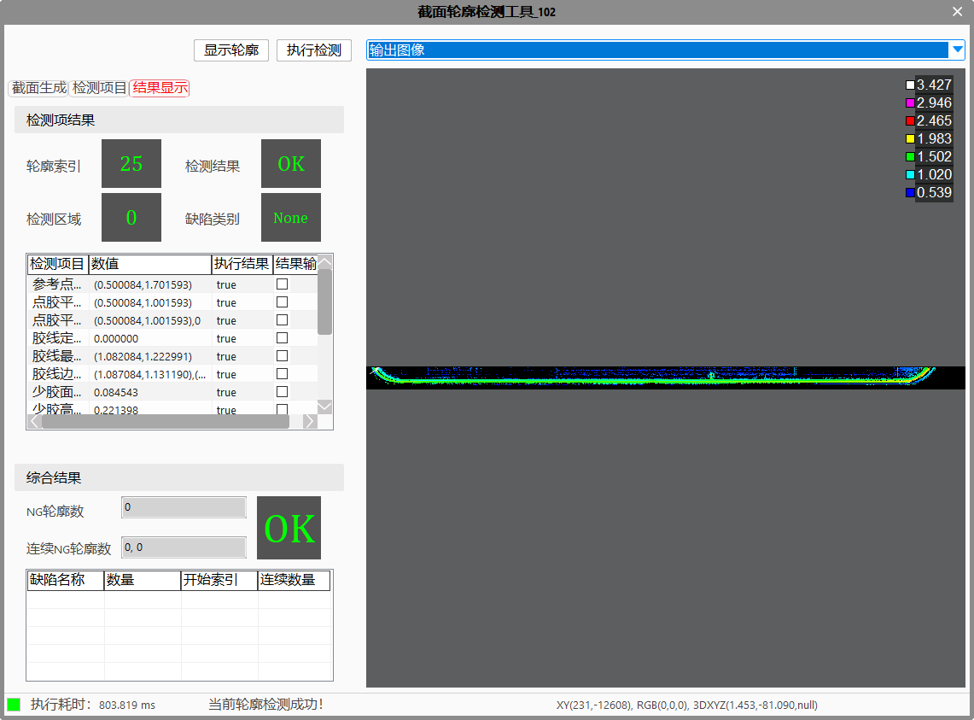 截面轮廓检测工具_102
显示轮廓 执行检测 输出图像
截面生成 检测项目 结果显示
检测项结果
轮廓索引 25 检测结果 OK
检测区域 0 缺陷类别 None
检测项目 数值 执行结果 结果输
参考点... (0.500084,1.701593) true
点胶平... (0.500084,1.001593) true
点胶平... (0.500084,1.001593),0 true
胶线定... 0.000000 true
胶线最... (1.082084,1.222991) true
胶线边... (1.087084,1.131190),(... true
少胶面... 0.084543 true
少胶高... 0.221398 true
综合结果
NG轮廓数 0
OK
连续NG轮廓数 0, 0
缺陷名称 数量 开始索引 连续数量
3.427
2.946
2.465
1.983
1.502
1.020
0.539
执行耗时: 803.819 ms 当前轮廓检测成功! XY(231,-12608), RGB(0,0,0), 3DXYZ(1.453,-81.090,null)